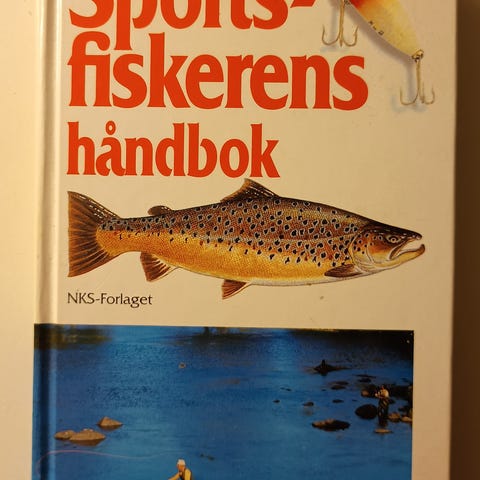 Sports-
fiskerens
håndbok
NKS-Forlaget